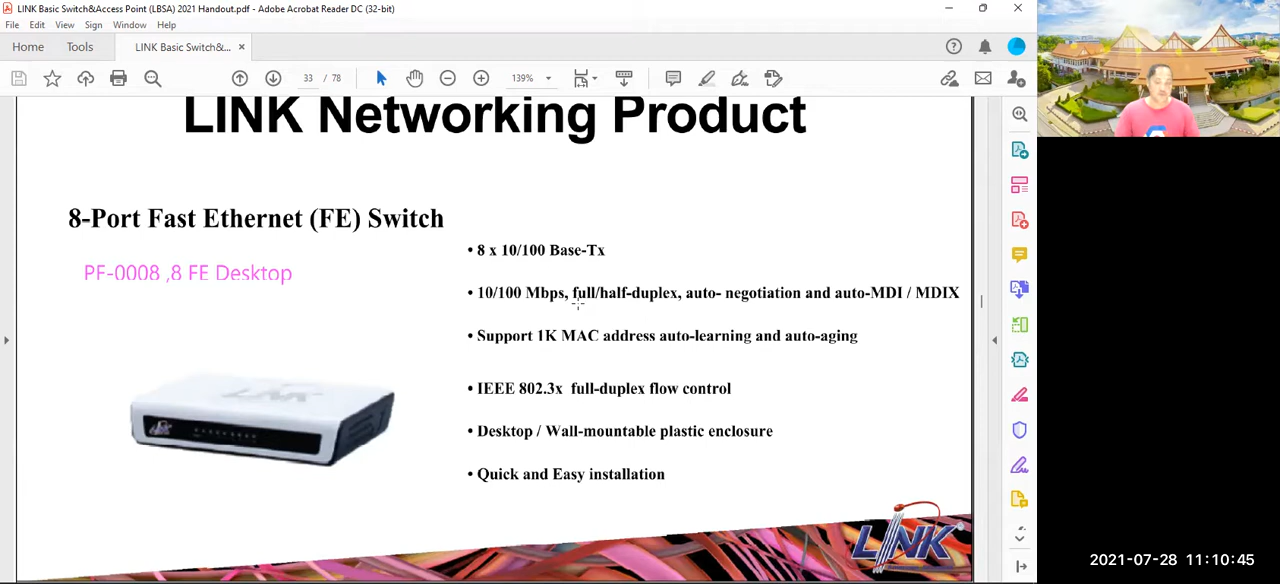 LINK Basic Switch&Access Point (LBSA) 2021 Handout.pdf - Adobe Acrobat Reader DC (32-bit)
File Edit View Sign Window Help
Home Tools LINK Basic Switch&...
33 / 78 139%
LINK Networking Product
8-Port Fast Ethernet (FE) Switch
PF-0008 ,8 FE Desktop
• 8 x 10/100 Base-Tx
• 10/100 Mbps, full/half-duplex, auto- negotiation and auto-MDI / MDIX
• Support 1K MAC address auto-learning and auto-aging
• IEEE 802.3x full-duplex flow control
• Desktop / Wall-mountable plastic enclosure
• Quick and Easy installation
LINK
LINK
2021-07-28 11:10:45